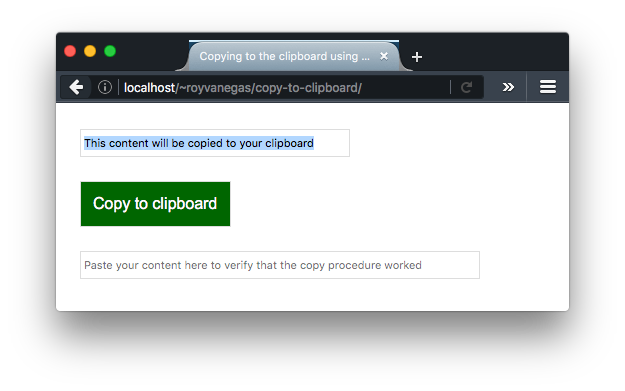 Copying to the clipboard using ...
localhost/~royvanegas/copy-to-clipboard/
This content will be copied to your clipboard
Copy to clipboard
Paste your content here to verify that the copy procedure worked